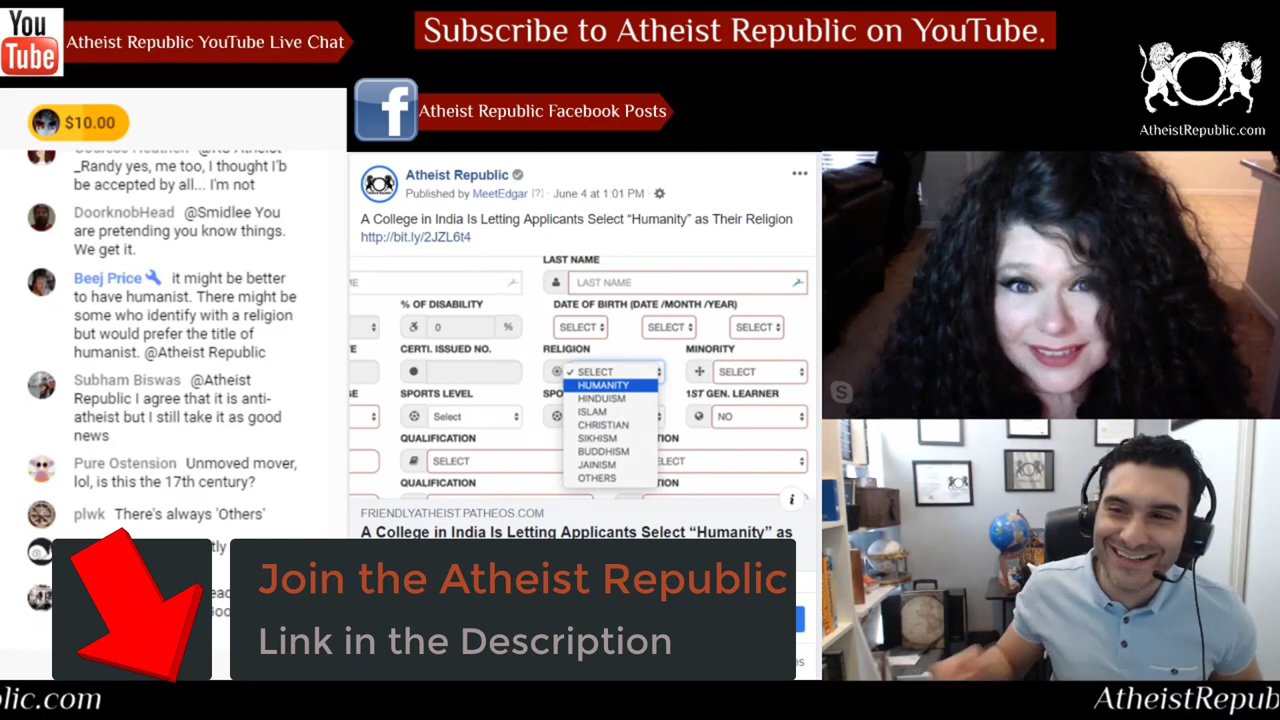 You
Tube
Atheist Republic YouTube Live Chat
Subscribe to Atheist Republic on YouTube.
AtheistRepublic.com
Atheist Republic Facebook Posts
$10.00
_Randy yes, me too, I thought I'b
be accepted by all... I'm not
DoorknobHead @Smidlee You
are pretending you know things.
We get it.
Beej Price it might be better
to have humanist. There might be
some who identify with a religion
but would prefer the title of
humanist. @Atheist Republic
Subham Biswas @Atheist
Republic I agree that it is anti-
atheist but I still take it as good
news
Pure Ostension Unmoved mover,
lol, is this the 17th century?
plwk There's always 'Others'
Atheist Republic
Published by MeetEdgar [?] · June 4 at 1:01 PM ·
A College in India Is Letting Applicants Select “Humanity” as Their Religion
http://bit.ly/2JZL6t4
LAST NAME
ME LAST NAME
% OF DISABILITY DATE OF BIRTH (DATE /MONTH /YEAR)
0 % SELECT SELECT SELECT
TE CERTI. ISSUED NO. RELIGION MINORITY
SELECT SELECT
HUMANITY
HINDUISM
ISLAM
CHRISTIAN
SIKHISM
BUDDHISM
JAINISM
OTHERS
GE SPORTS LEVEL SPO 1ST GEN. LEARNER
Select NO
QUALIFICATION TION
SELECT ELECT
QUALIFICATION TION
FRIENDLYATHEIST.PATHEOS.COM
A College in India Is Letting Applicants Select “Humanity” as
Join the Atheist Republic
Link in the Description
blic.com
AtheistRepub